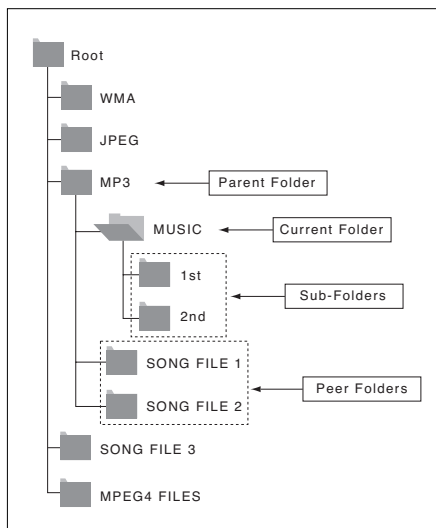 Root
WMA
JPEG
MP3
Parent Folder
MUSIC
Current Folder
1st
Sub-Folders
2nd
SONG FILE 1
Peer Folders
SONG FILE 2
SONG FILE 3
MPEG4 FILES